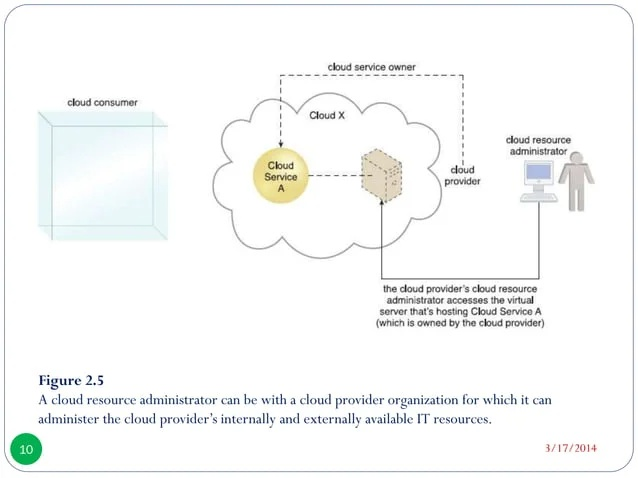 cloud service owner
cloud consumer
Cloud X
cloud resource
administrator
Cloud
Service
A
cloud
provider
the cloud provider's cloud resource
administrator accesses the virtual
server that's hosting Cloud Service A
(which is owned by the cloud provider)
Figure 2.5
A cloud resource administrator can be with a cloud provider organization for which it can
administer the cloud provider's internally and externally available IT resources.
10
3/17/2014